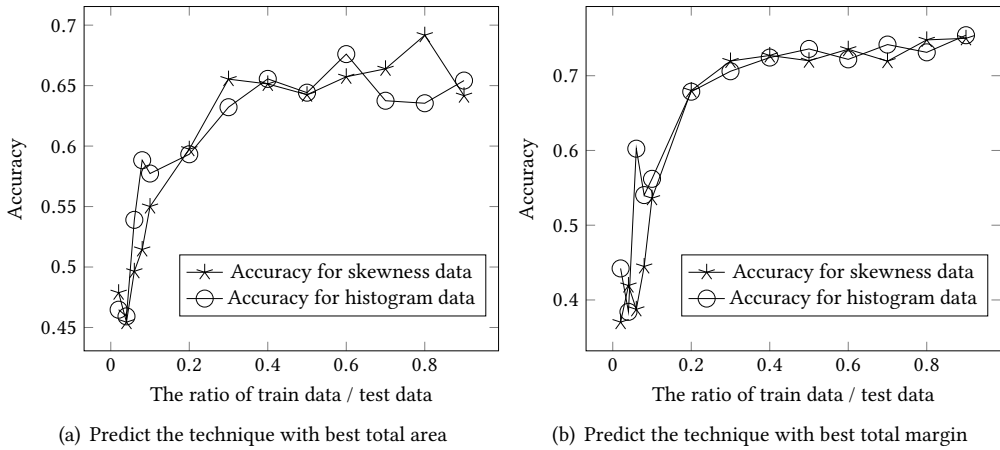 0.7
0.65
0.6
0.55
0.5
0.45
Accuracy
Accuracy for skewness data
Accuracy for histogram data
0 0.2 0.4 0.6 0.8
The ratio of train data / test data
(a) Predict the technique with best total area
0.7
0.6
0.5
0.4
Accuracy
Accuracy for skewness data
Accuracy for histogram data
0 0.2 0.4 0.6 0.8
The ratio of train data / test data
(b) Predict the technique with best total margin